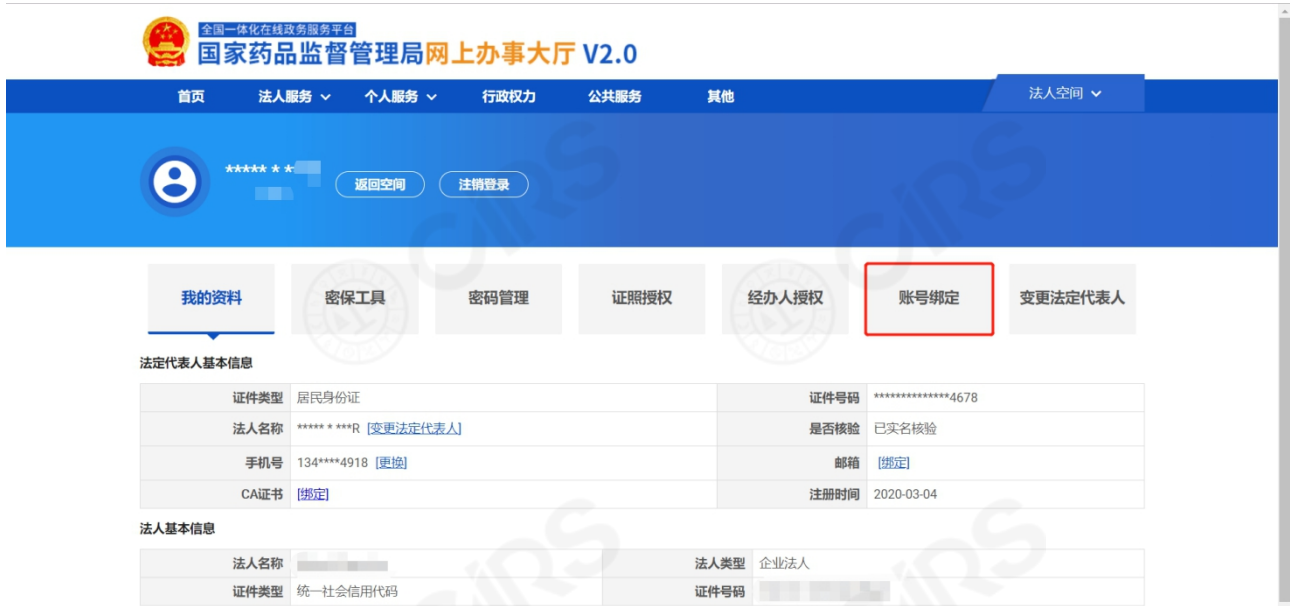 全国一体化在线政务服务平台
国家药品监督管理局网上办事大厅 V2.0
首页 法人服务 个人服务 行政权力 公共服务 其他 法人空间
***** * *
返回空间 注销登录
我的资料 密保工具 密码管理 证照授权 经办人授权 账号绑定 变更法定代表人
法定代表人基本信息
证件类型 居民身份证 证件号码 **************4678
法人名称 ***** * ***R [变更法定代表人] 是否核验 已实名核验
手机号 134****4918 [更换] 邮箱 [绑定]
CA证书 [绑定] 注册时间 2020-03-04
法人基本信息
法人名称 法人类型 企业法人
证件类型 统一社会信用代码 证件号码
CIRS
CIRS
CIRS
CIRS